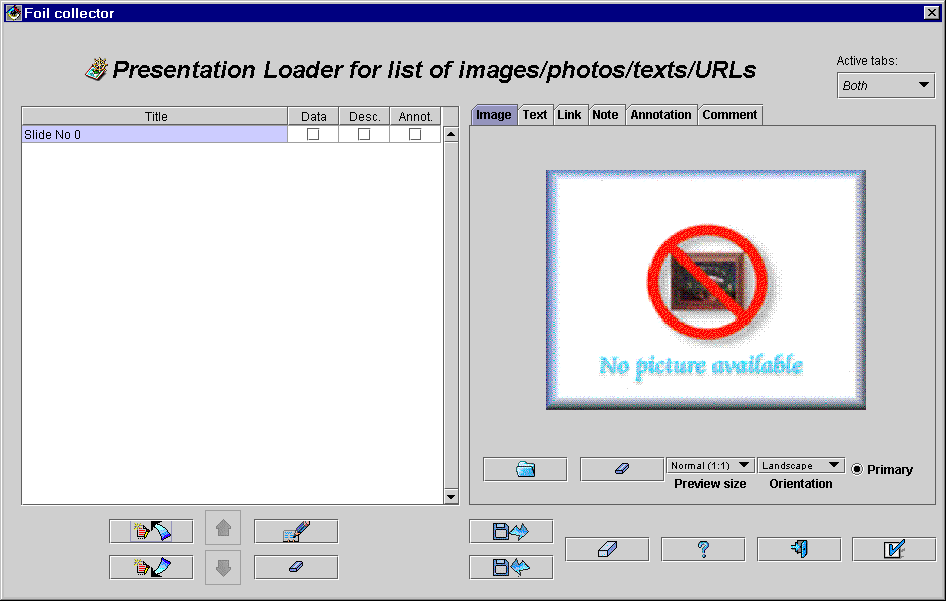 Foil collector
Presentation Loader for list of images/photos/texts/URLs
Active tabs:
Both
Title Data Desc. Annot.
Slide No 0
Image Text Link Note Annotation Comment
No picture available
Normal (1:1) Landscape Primary
Preview size Orientation
?